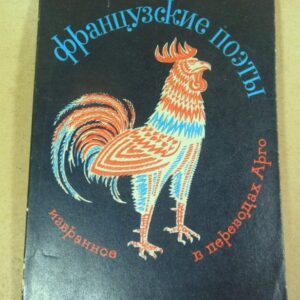 французские поэты
избранное
в переводах Арго